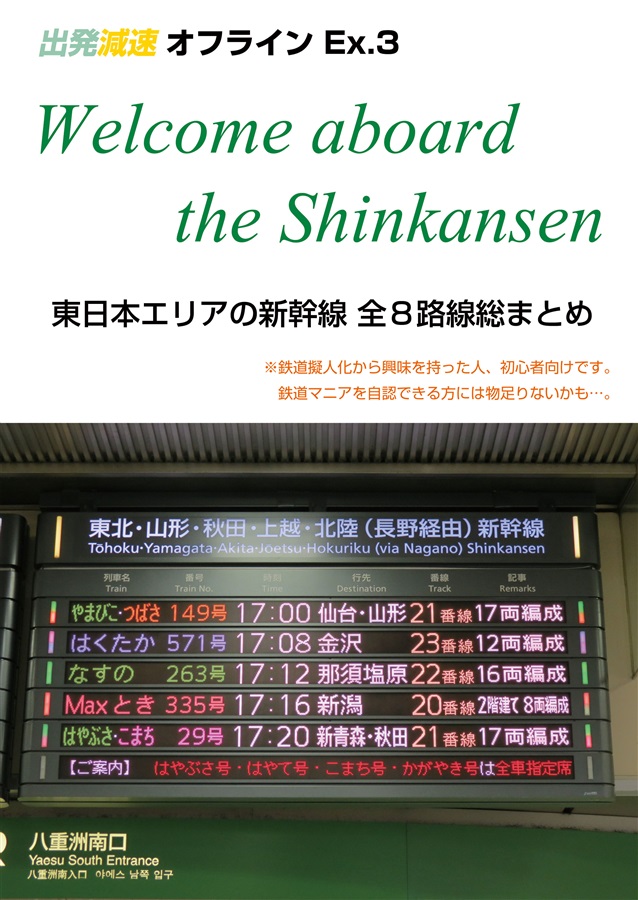 出発減速 オフライン Ex.3
Welcome aboard
the Shinkansen
東日本エリアの新幹線 全8路線総まとめ
※鉄道擬人化から興味を持った人、初心者向けです。
鉄道マニアを自認できる方には物足りないかも…。
東北・山形・秋田・上越・北陸(長野経由)新幹線
Tōhoku·Yamagata·Akita·Joetsu·Hokuriku (via Nagano) Shinkansen
列車名 番号 時刻 行先 番線 記事
Train Train No. Time Destination Track Remarks
やまびこ・つばさ 149号 17:00 仙台・山形 21番線 17両編成
はくたか 571号 17:08 金沢 23番線 12両編成
なすの 263号 17:12 那須塩原 22番線 16両編成
Maxとき 335号 17:16 新潟 20番線 2階建て 8両編成
はやぶさ・こまち 29号 17:20 新青森・秋田 21番線 17両編成
【ご案内】 はやぶさ号・はやて号・こまち号・かがやき号は全車指定席
八重洲南口
Yaesu South Entrance
八重洲南入口 야에스 남쪽 입구